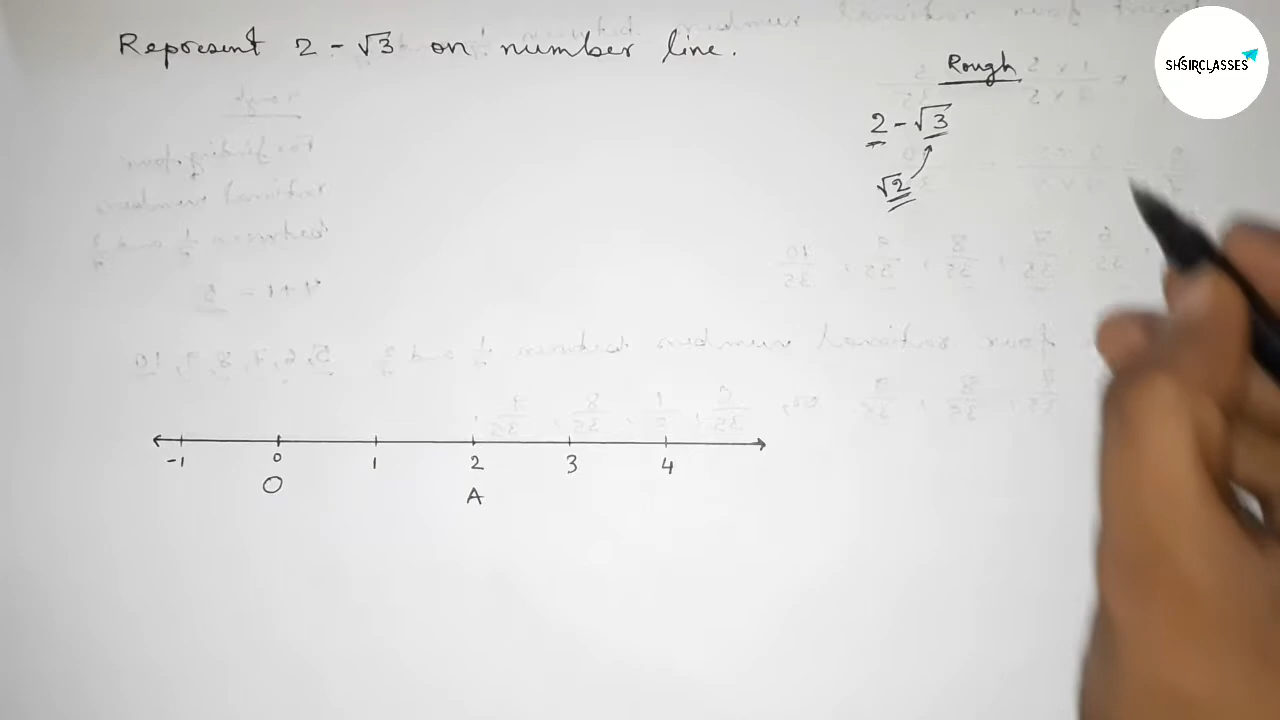 Represent 2 - √3 on number line.
SHSIRCLASSES
Rough
2 - √3
√2
-1 0 1 2 3 4
O A